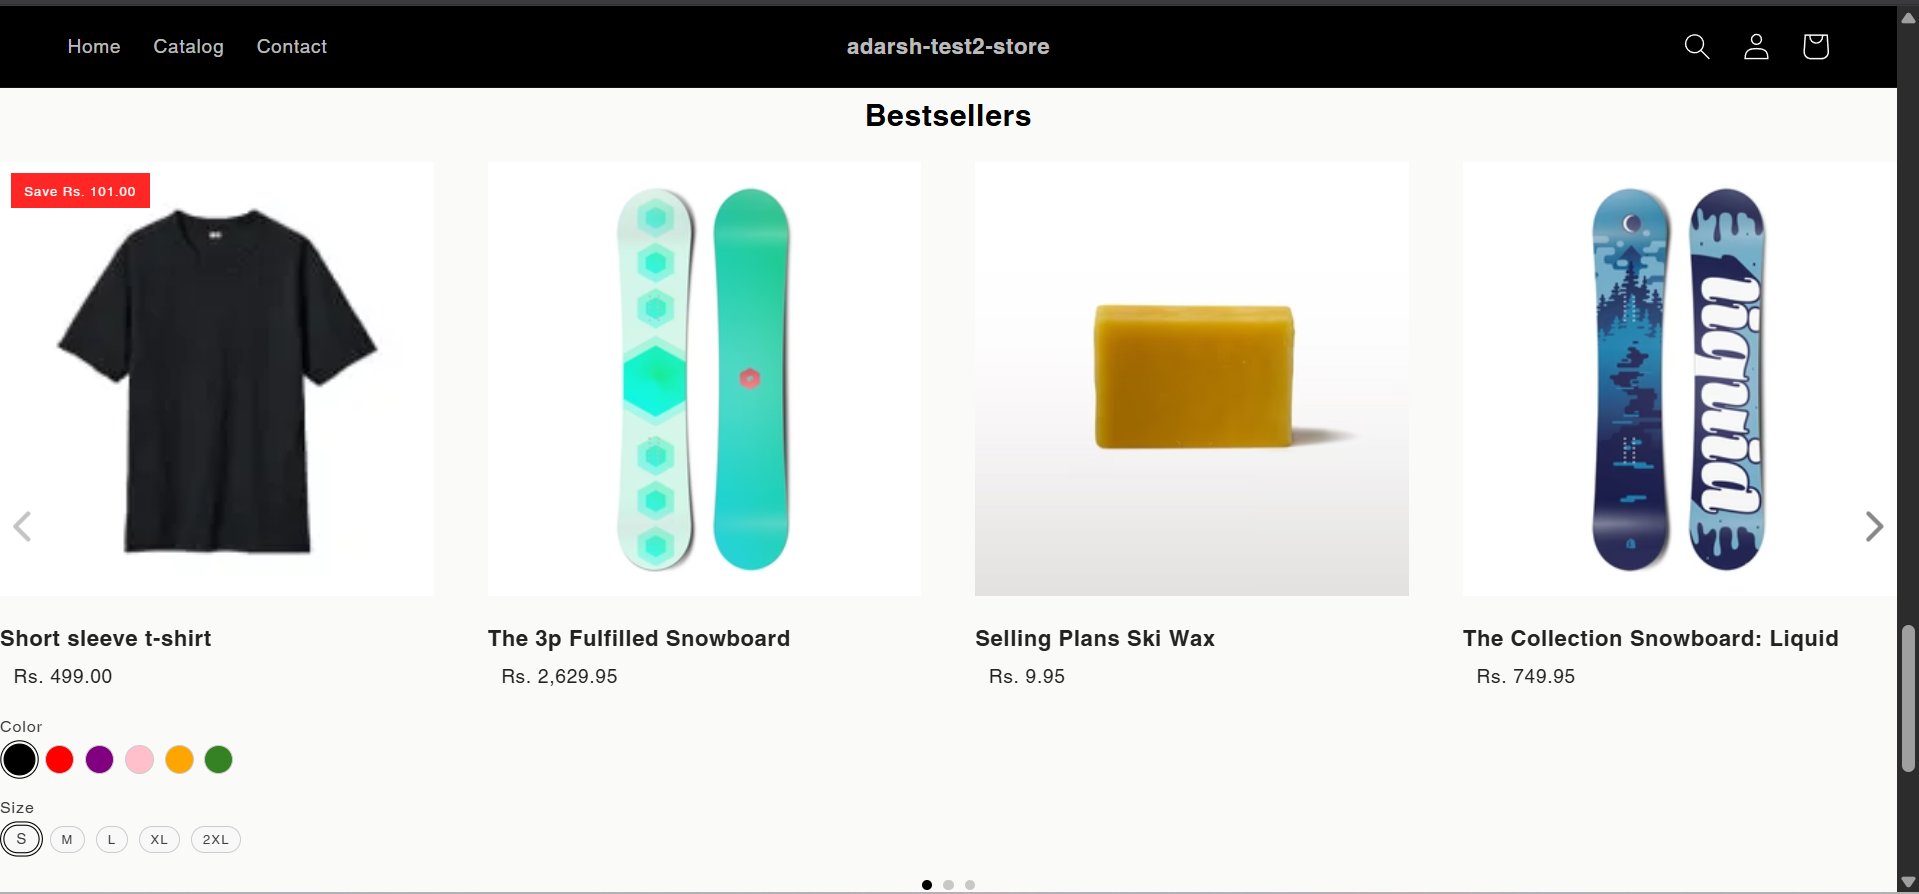 Home Catalog Contact
adarsh-test2-store
Bestsellers
Save Rs. 101.00
liquid
Short sleeve t-shirt
Rs. 499.00
The 3p Fulfilled Snowboard
Rs. 2,629.95
Selling Plans Ski Wax
Rs. 9.95
The Collection Snowboard: Liquid
Rs. 749.95
Color
Size
S M L XL 2XL